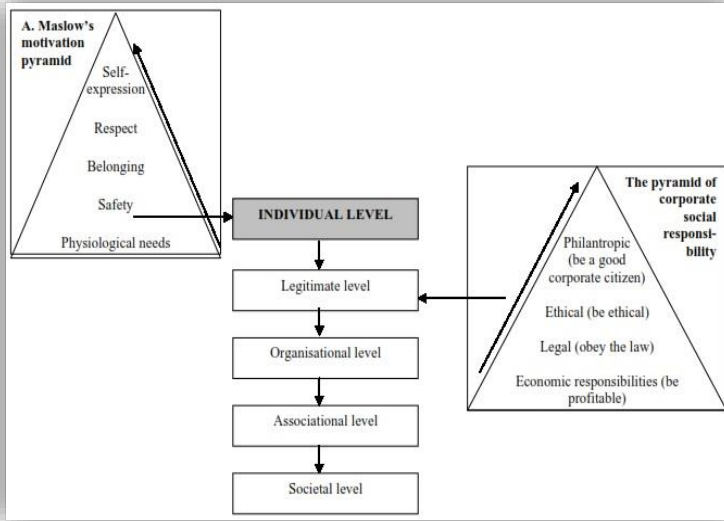 A. Maslow's
motivation
pyramid
Self-
expression
Respect
Belonging
Safety
Physiological needs
INDIVIDUAL LEVEL
Legitimate level
Organisational level
Associational level
Societal level
The pyramid of
corporate
social
responsi-
bility
Philantropic
(be a good
corporate citizen)
Ethical (be ethical)
Legal (obey the law)
Economic responsibilities (be
profitable)